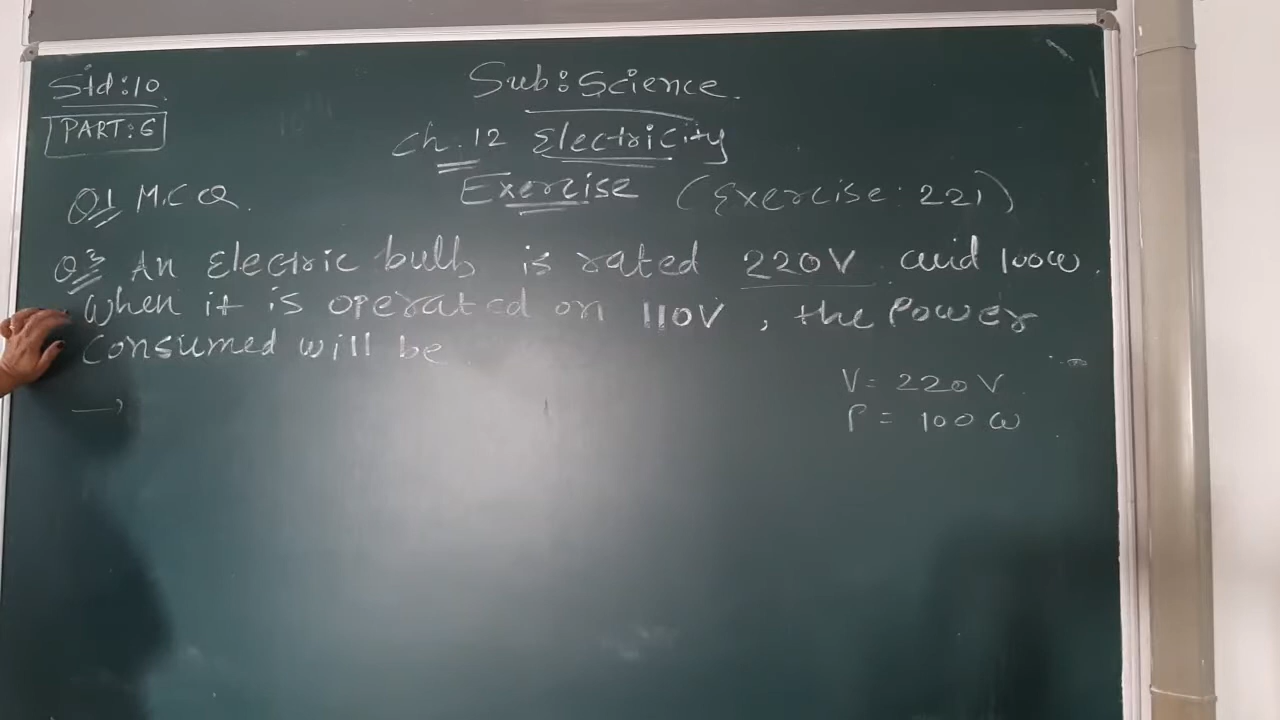 Std:10
PART:6
Sub:Science
Ch.12 Electricity
Exercise (Exercise:221)
Q1 M.C.Q.
Q3 An Electric bulb is rated 220V and 100W.
When it is operated on 110V, the Power
Consumed will be
→
V= 220V
P= 100W